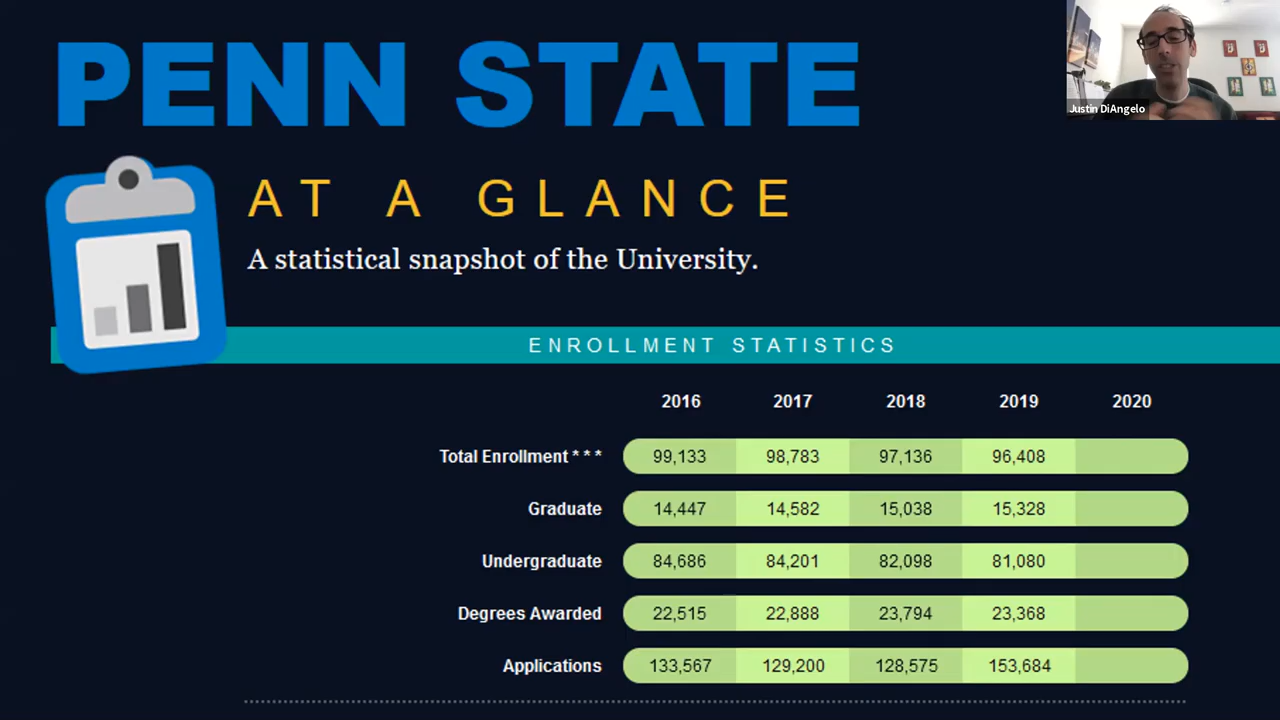 PENN STATE
Justin DiAngelo
AT A GLANCE
A statistical snapshot of the University.
ENROLLMENT STATISTICS
2016 2017 2018 2019 2020
Total Enrollment * * * 99,133 98,783 97,136 96,408
Graduate 14,447 14,582 15,038 15,328
Undergraduate 84,686 84,201 82,098 81,080
Degrees Awarded 22,515 22,888 23,794 23,368
Applications 133,567 129,200 128,575 153,684